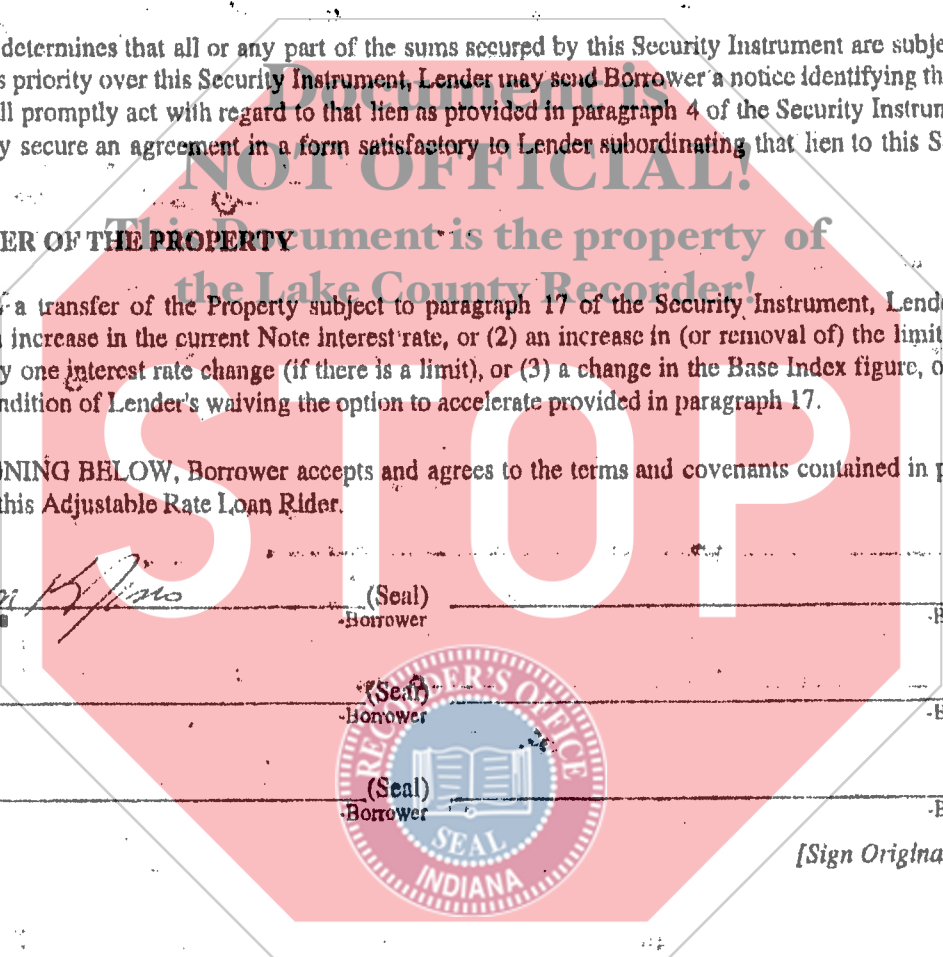 determines that all or any part of the sums secured by this Security Instrument are subje
s priority over this Security Instrument, Lender may send Borrower a notice identifying th
ll promptly act with regard to that lien as provided in paragraph 4 of the Security Instrum
y secure an agreement in a form satisfactory to Lender subordinating that lien to this S
Document is
NOT OFFICIAL!
This Document is the property of
the Lake County Recorder!
ER OF THE PROPERTY
a transfer of the Property subject to paragraph 17 of the Security Instrument, Lend
increase in the current Note interest rate, or (2) an increase in (or removal of) the limit
y one interest rate change (if there is a limit), or (3) a change in the Base Index figure, o
ndition of Lender's waiving the option to accelerate provided in paragraph 17.
NING BELOW, Borrower accepts and agrees to the terms and covenants contained in p
this Adjustable Rate Loan Rider.
STOP
(Seal)
-Borrower
(Seal)
-Borrower
(Seal)
-Borrower
RECORDER'S OFFICE
SEAL
INDIANA
[Sign Origina